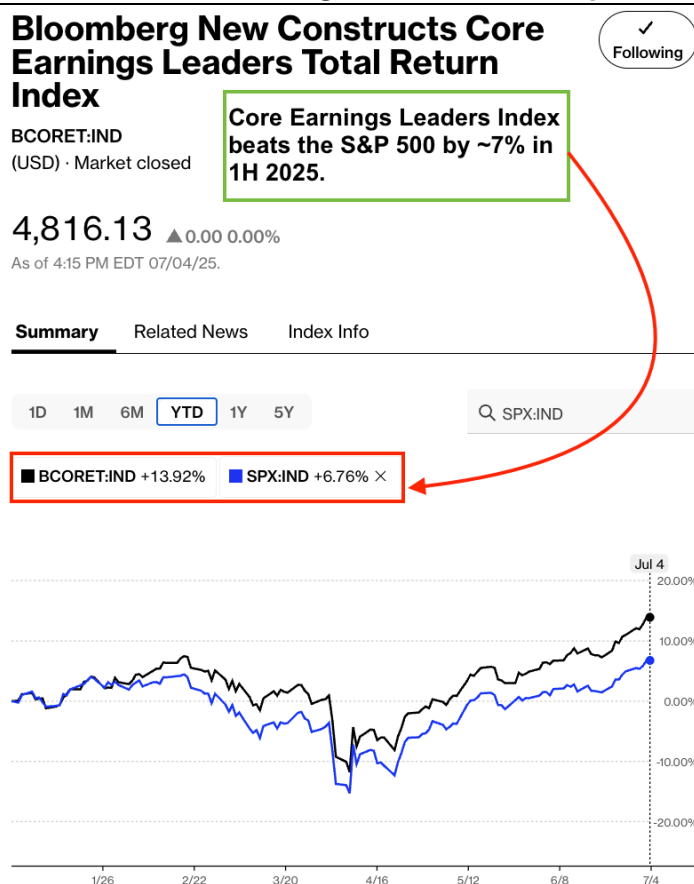 Bloomberg New Constructs Core
Earnings Leaders Total Return
Index
✓
Following
BCORET:IND
(USD) · Market closed
Core Earnings Leaders Index
beats the S&P 500 by ~7% in
1H 2025.
4,816.13 ▲0.00 0.00%
As of 4:15 PM EDT 07/04/25.
Summary Related News Index Info
1D 1M 6M YTD 1Y 5Y
SPX:IND
BCORET:IND +13.92% SPX:IND +6.76% ×
Jul 4
20.00%
10.00%
0.00%
-10.00%
-20.00%
1/26 2/22 3/20 4/16 5/12 6/8 7/4